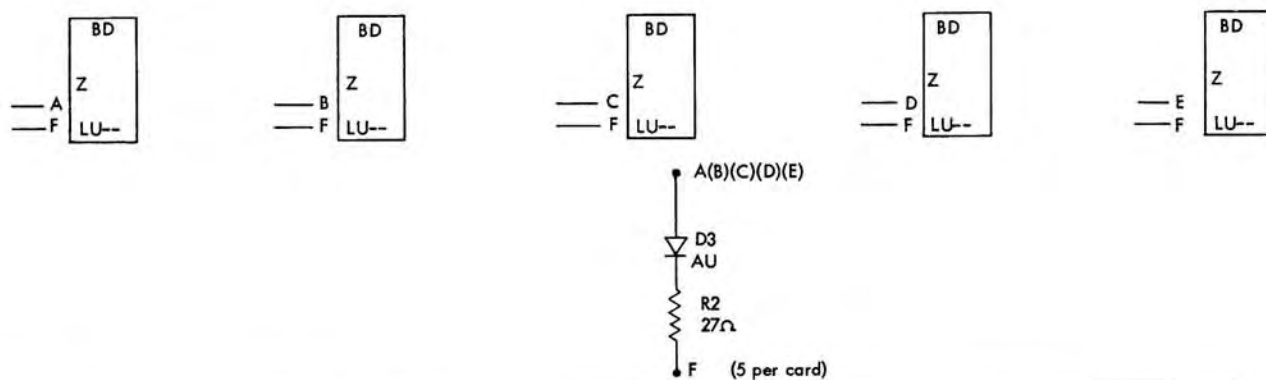 BD BD BD BD BD
Z Z Z Z Z
A B C D E
F LU-- F LU-- F LU-- F LU-- F LU--
A(B)(C)(D)(E)
D3
AU
R2
27Ω
F (5 per card)